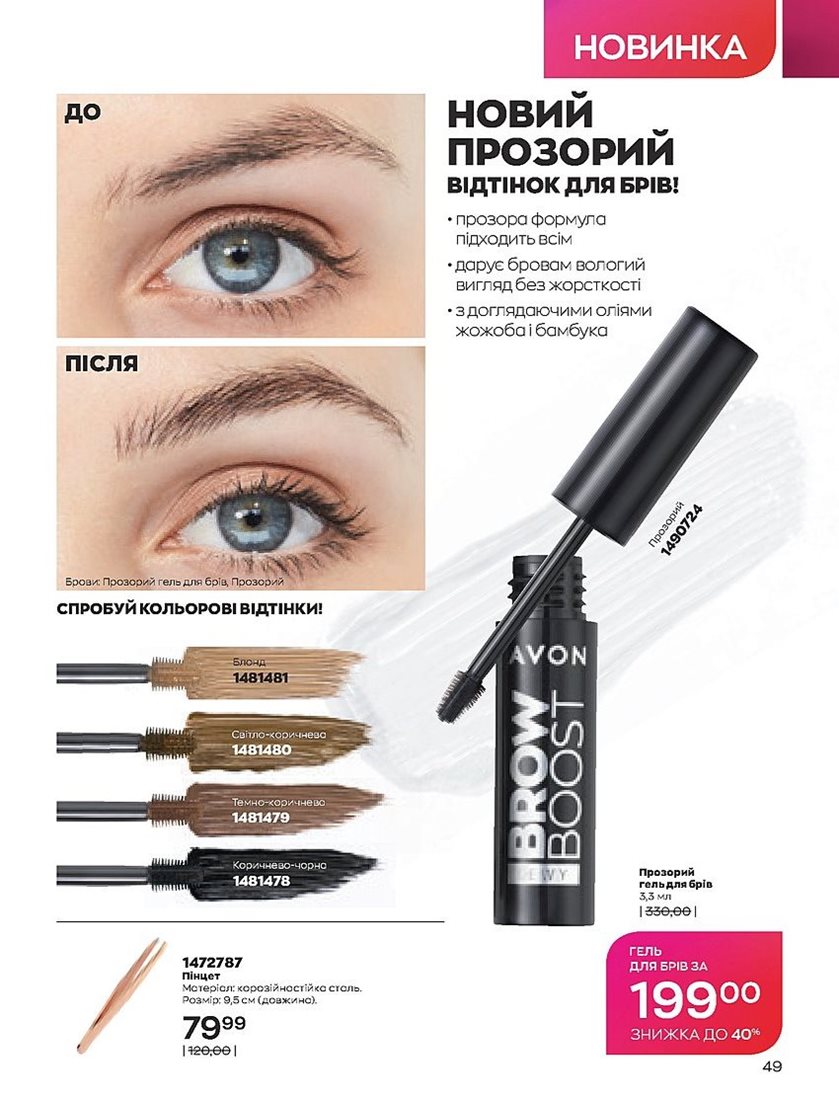 НОВИНКА
ДО
НОВИЙ
ПРОЗОРИЙ
ВІДТІНОК ДЛЯ БРІВ!
• прозора формула
підходить всім
• дарує бровам вологий
вигляд без жорсткості
• з доглядаючими оліями
жожоба і бамбука
ПІСЛЯ
Брови: Прозорий гель для брів, Прозорий
Прозорий
1490724
СПРОБУЙ КОЛЬОРОВІ ВІДТІНКИ!
Блонд
1481481
Світло-коричнева
1481480
Темно-коричнева
1481479
Коричнево-чорна
1481478
AVON
BROW
BOOST
DEWY
Прозорий
гель для брів
3,3 мл
| 330,00 |
1472787
Пінцет
Матеріал: корозійностійка сталь.
Розмір: 9,5 см (довжина).
79 99
| 120,00 |
ГЕЛЬ
ДЛЯ БРІВ ЗА
199 00
ЗНИЖКА ДО 40%
49